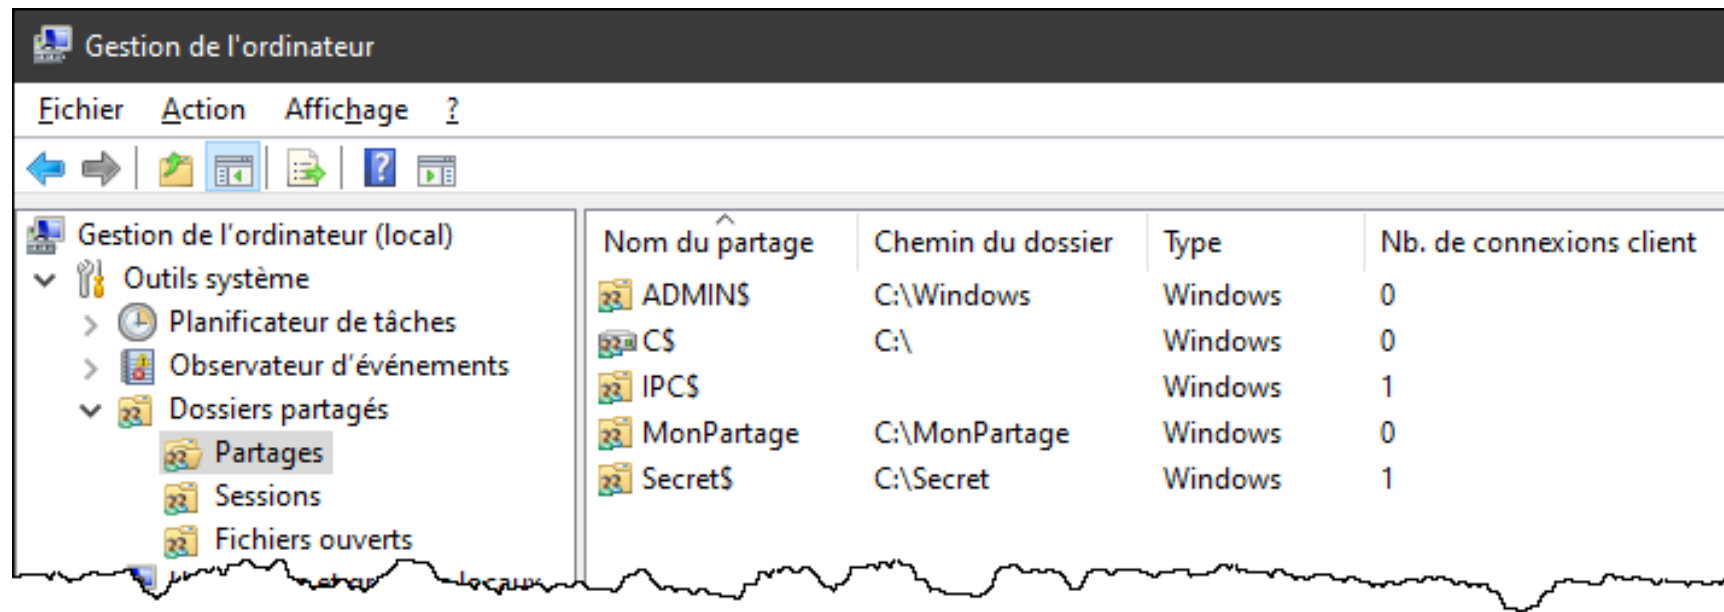 Gestion de l'ordinateur
Fichier Action Affichage ?
Gestion de l'ordinateur (local)
Outils système
Planificateur de tâches
Observateur d'événements
Dossiers partagés
Partages
Sessions
Fichiers ouverts
Nom du partage Chemin du dossier Type Nb. de connexions client
ADMIN$ C:\Windows Windows 0
C$ C:\ Windows 0
IPC$ Windows 1
MonPartage C:\MonPartage Windows 0
Secret$ C:\Secret Windows 1